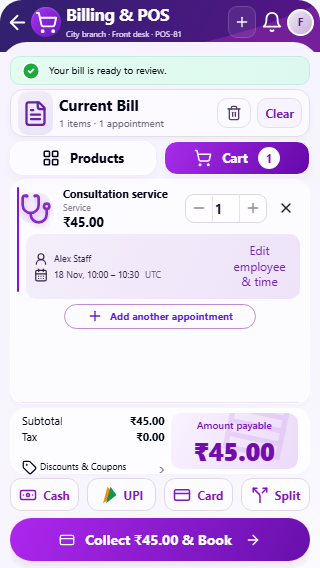 Billing & POS
City branch · Front desk · POS-81
F
Your bill is ready to review.
Current Bill
1 items · 1 appointment
Clear
Products
Cart 1
Consultation service
Service
₹45.00
1
Alex Staff
18 Nov, 10:00 – 10:30 UTC
Edit
employee
& time
Add another appointment
Subtotal ₹45.00
Tax ₹0.00
Discounts & Coupons
Amount payable
₹45.00
Cash
UPI
Card
Split
Collect ₹45.00 & Book